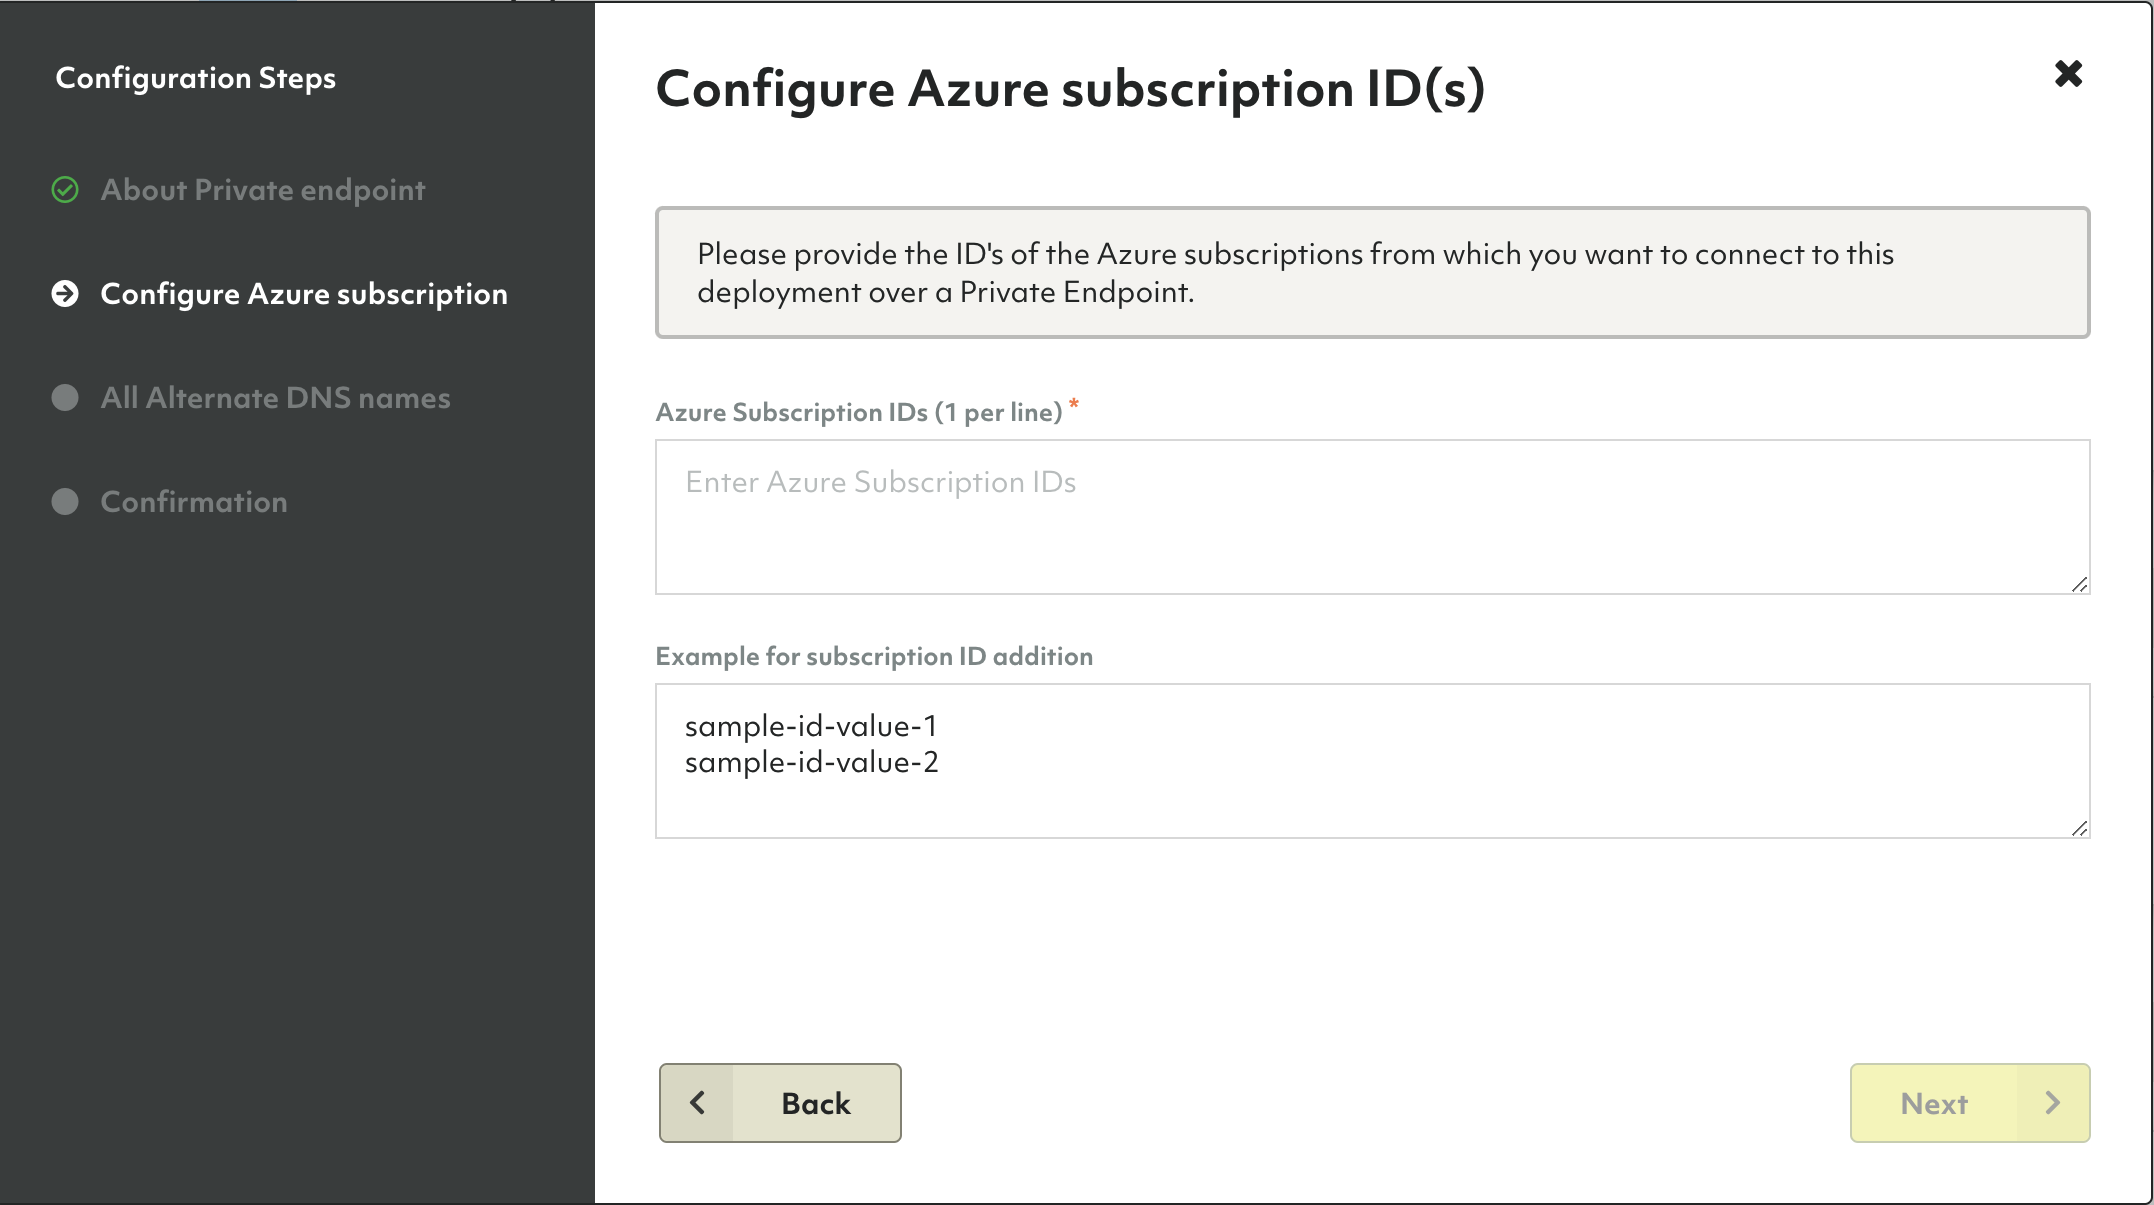 Configuration Steps
About Private endpoint
Configure Azure subscription
All Alternate DNS names
Confirmation
Configure Azure subscription ID(s)
Please provide the ID's of the Azure subscriptions from which you want to connect to this
deployment over a Private Endpoint.
Azure Subscription IDs (1 per line) *
Enter Azure Subscription IDs
Example for subscription ID addition
sample-id-value-1
sample-id-value-2
Back
Next